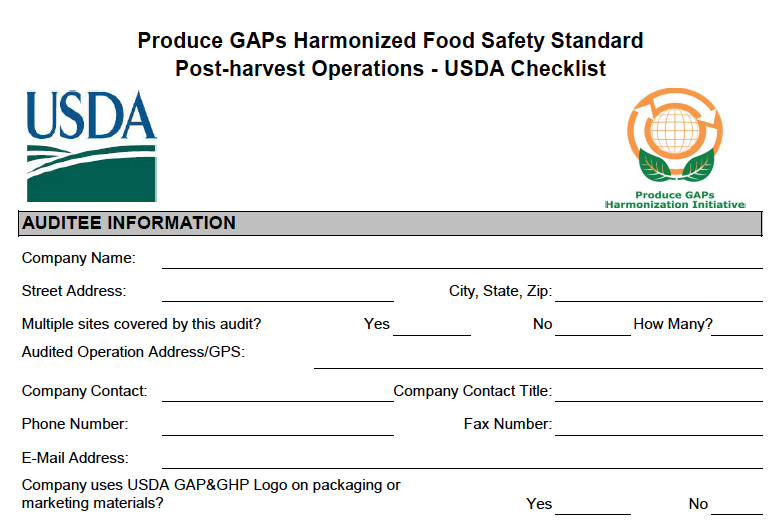 Produce GAPs Harmonized Food Safety Standard
Post-harvest Operations - USDA Checklist
USDA
Produce GAPs
Harmonization Initiative
AUDITEE INFORMATION
Company Name:
Street Address: City, State, Zip:
Multiple sites covered by this audit? Yes No How Many?
Audited Operation Address/GPS:
Company Contact: Company Contact Title:
Phone Number: Fax Number:
E-Mail Address:
Company uses USDA GAP&GHP Logo on packaging or
marketing materials? Yes No